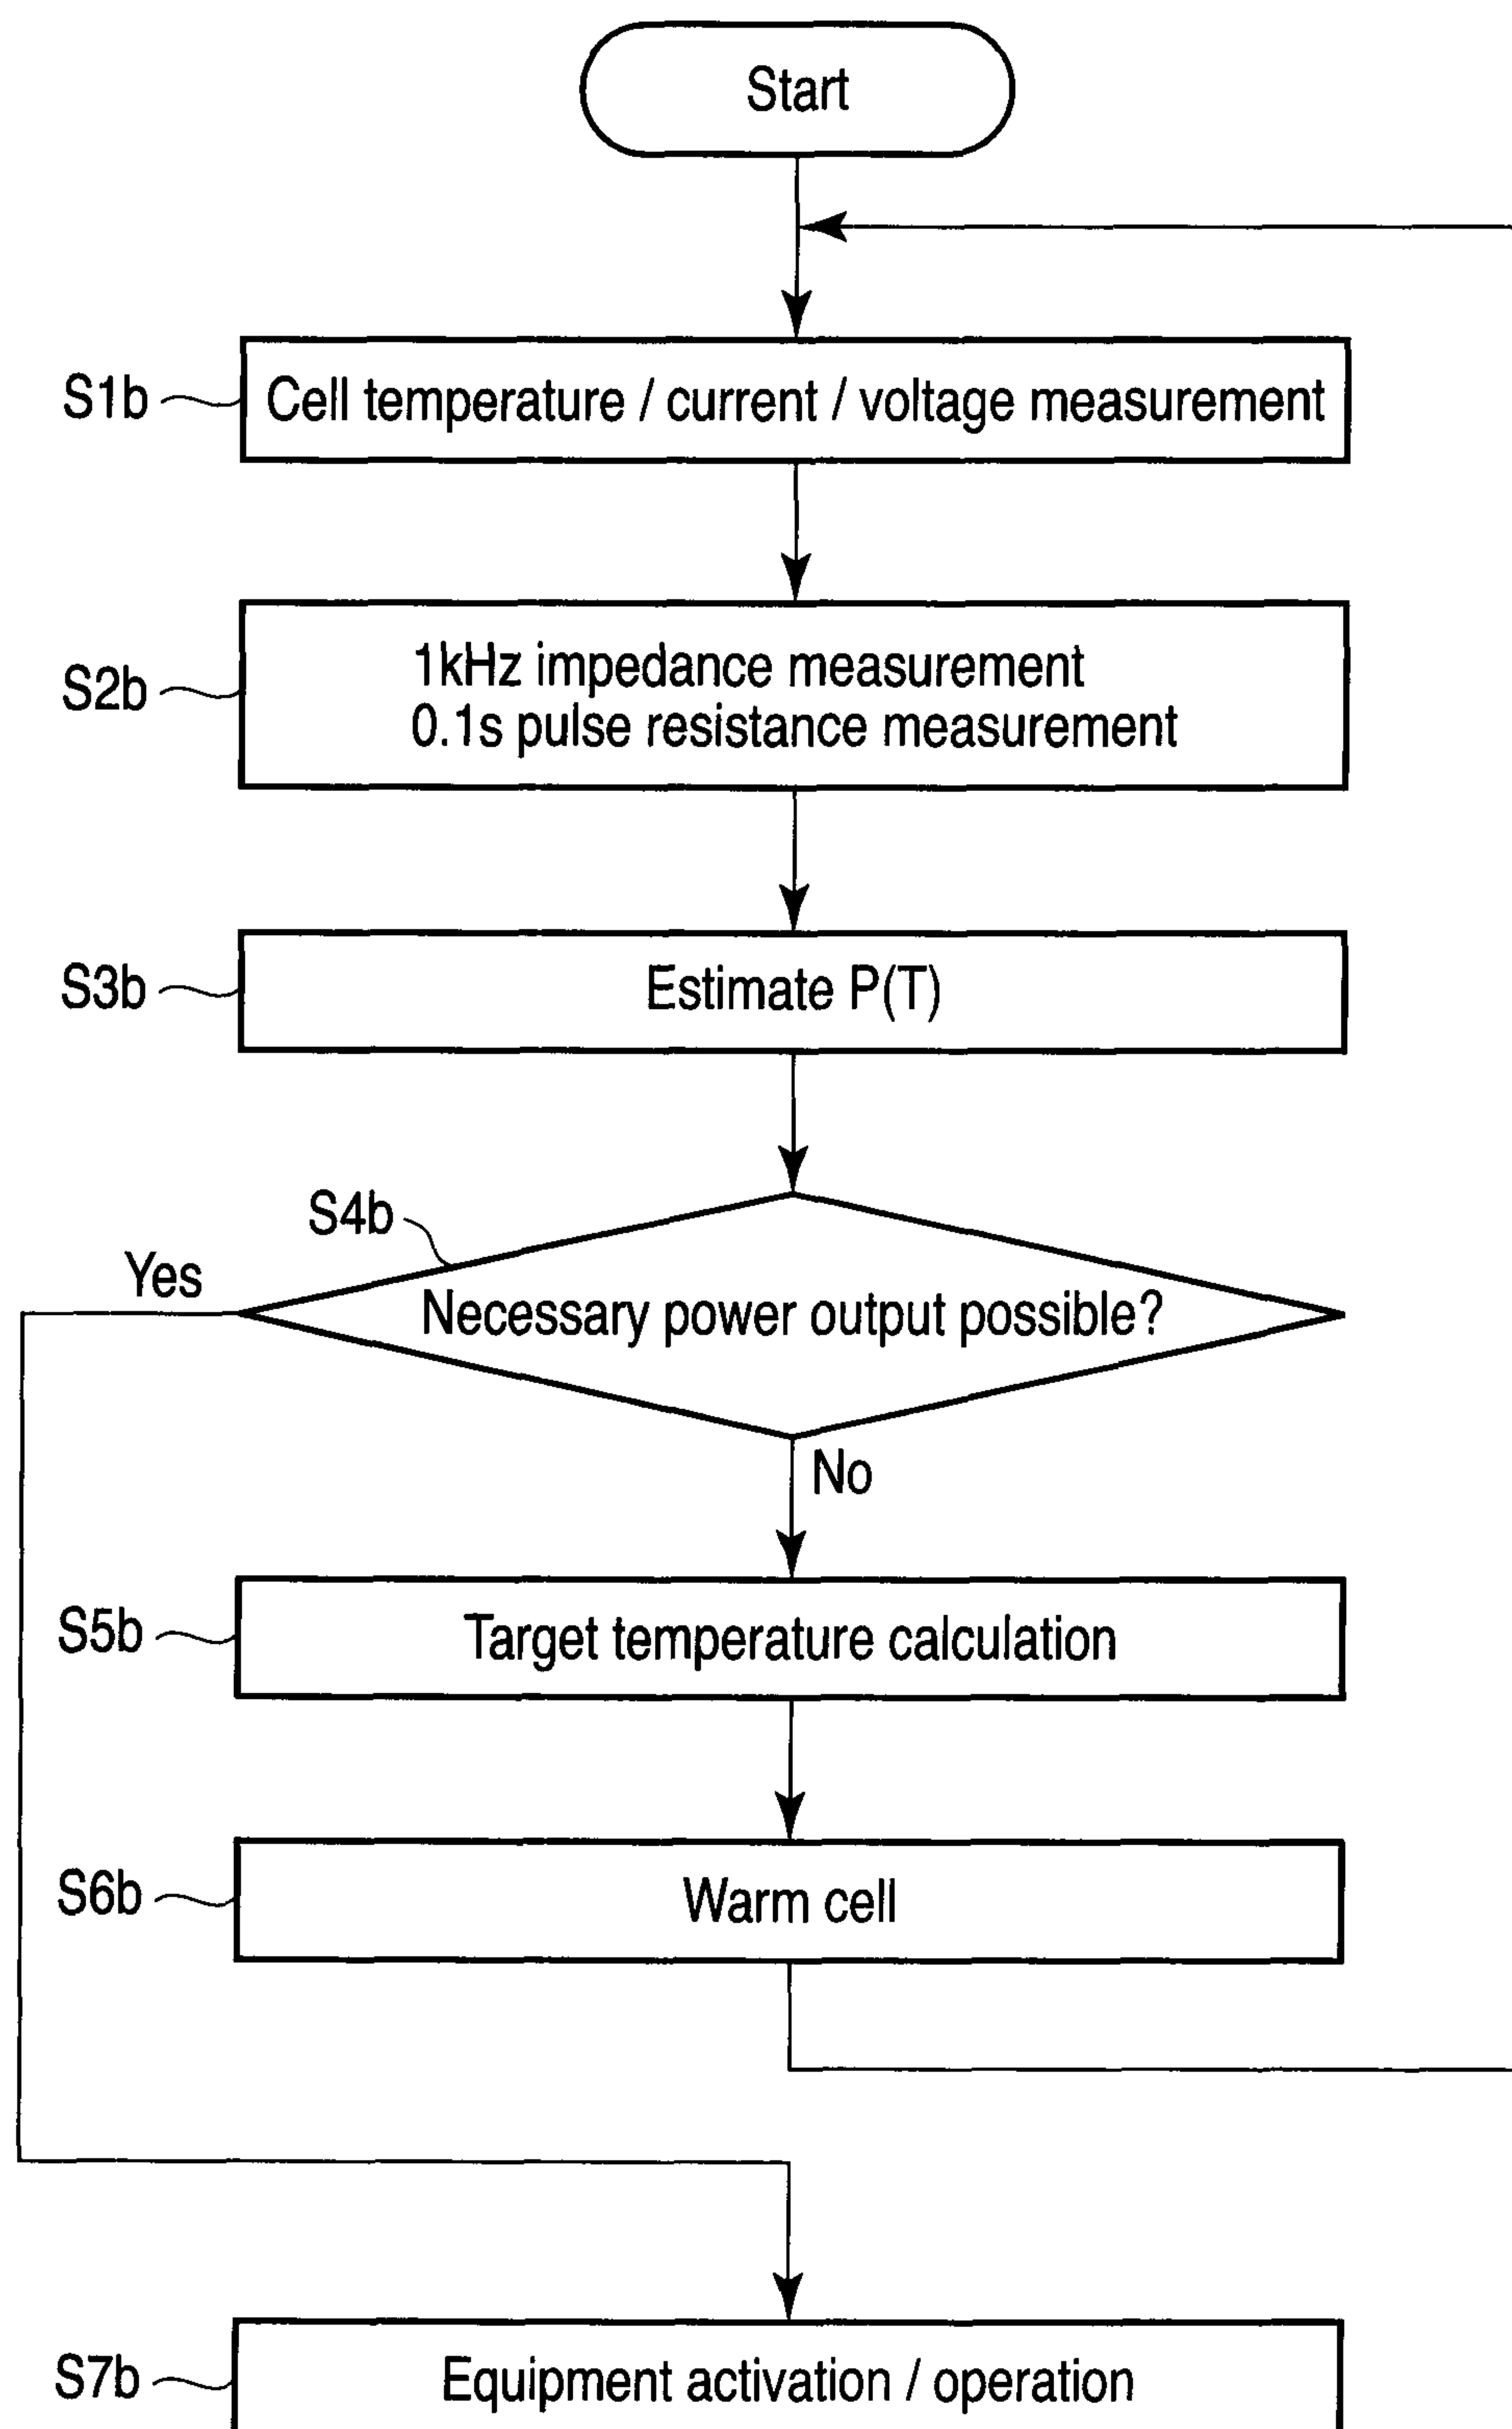 Start
S1b
Cell temperature / current / voltage measurement
S2b
1kHz impedance measurement
0.1s pulse resistance measurement
S3b
Estimate P(T)
S4b
Yes
Necessary power output possible?
No
S5b
Target temperature calculation
S6b
Warm cell
S7b
Equipment activation / operation